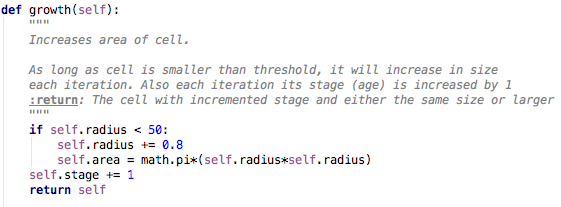 def growth(self):
    """
    Increases area of cell.

    As long as cell is smaller than threshold, it will increase in size
    each iteration. Also each iteration its stage (age) is increased by 1
    :return: The cell with incremented stage and either the same size or larger
    """
    if self.radius < 50:
        self.radius += 0.8
        self.area = math.pi*(self.radius*self.radius)
    self.stage += 1
    return self